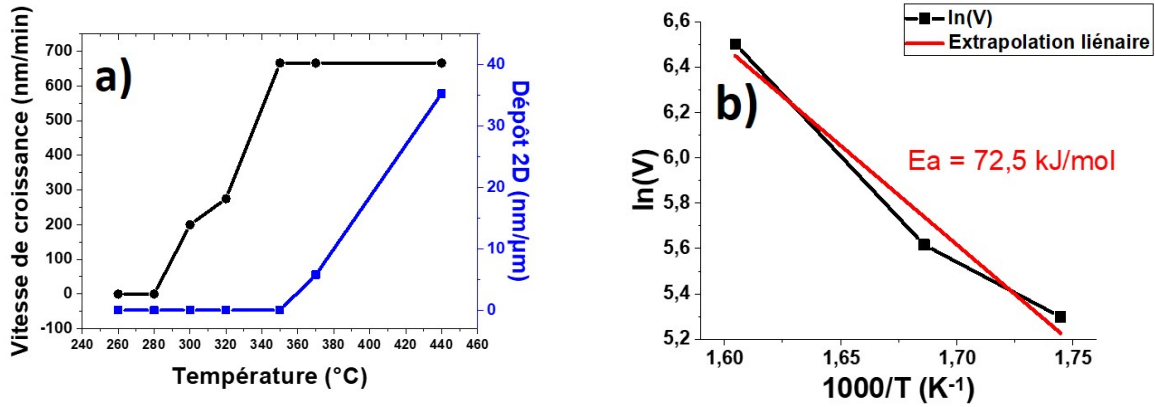 a)
Vitesse de croissance (nm/min)
700
600
500
400
300
200
100
0
-100
240 260 280 300 320 340 360 380 400 420 440 460
Température (°C)
40
30
20
10
0
Dépôt 2D (nm/µm)
b)
ln(V)
6,6
6,4
6,2
6,0
5,8
5,6
5,4
5,2
1,60 1,65 1,70 1,75
1000/T (K-1)
ln(V)
Extrapolation liénaire
Ea = 72,5 kJ/mol